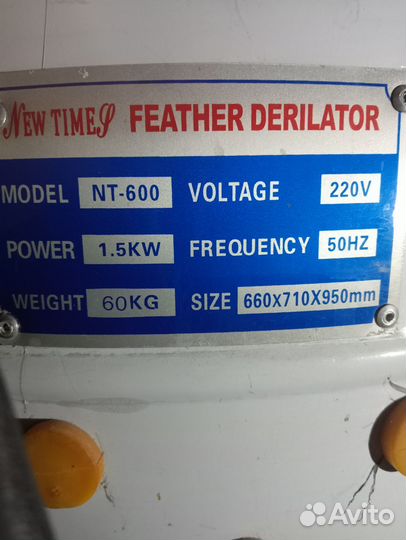 NEW TIMES FEATHER DERILATOR
MODEL NT-600 VOLTAGE 220V
POWER 1.5KW FREQUENCY 50HZ
WEIGHT 60KG SIZE 660X710X950mm
Avito